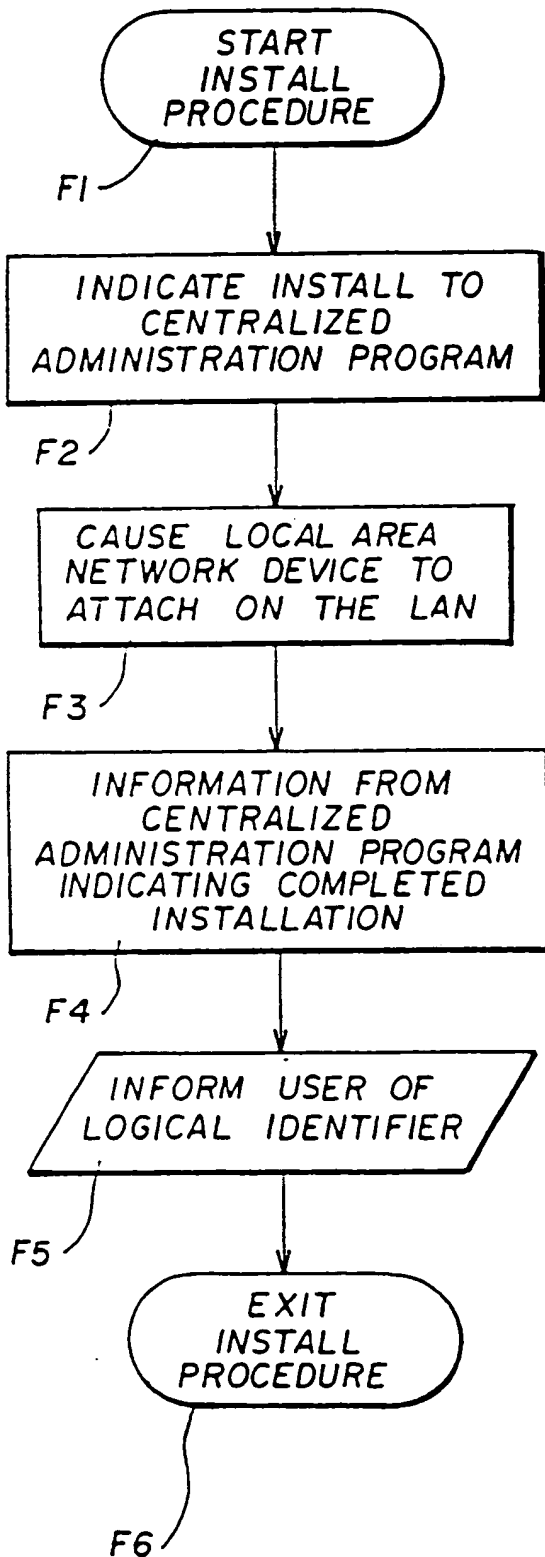 START
INSTALL
PROCEDURE
F1
INDICATE INSTALL TO
CENTRALIZED
ADMINISTRATION PROGRAM
F2
CAUSE LOCAL AREA
NETWORK DEVICE TO
ATTACH ON THE LAN
F3
INFORMATION FROM
CENTRALIZED
ADMINISTRATION PROGRAM
INDICATING COMPLETED
INSTALLATION
F4
INFORM USER OF
LOGICAL IDENTIFIER
F5
EXIT
INSTALL
PROCEDURE
F6